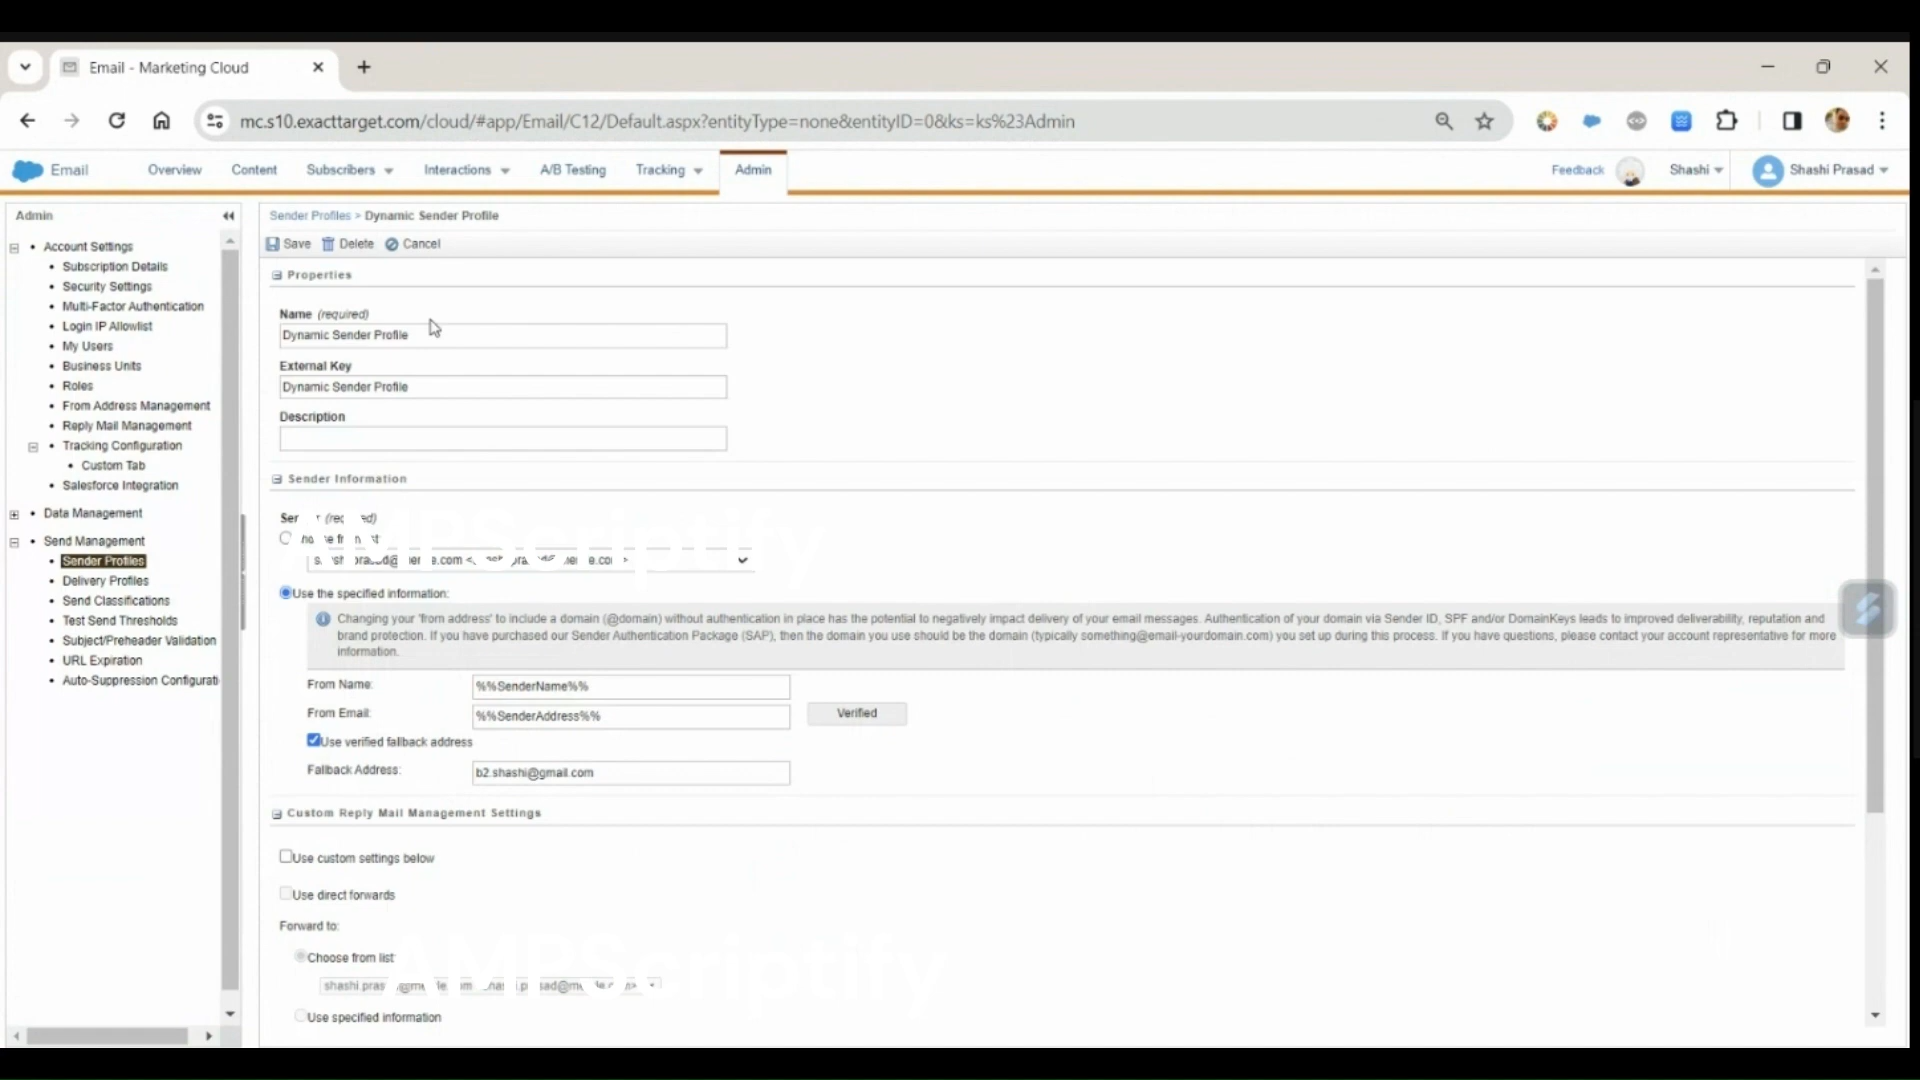 Email - Marketing Cloud
mc.s10.exacttarget.com/cloud/#app/Email/C12/Default.aspx?entityType=none&entityID=0&ks=ks%23Admin
Email
Overview
Content
Subscribers
Interactions
A/B Testing
Tracking
Admin
Feedback
Shashi
Shashi Prasad
Admin
Account Settings
Subscription Details
Security Settings
Multi-Factor Authentication
Login IP Allowlist
My Users
Business Units
Roles
From Address Management
Reply Mail Management
Tracking Configuration
Custom Tab
Salesforce Integration
Data Management
Send Management
Sender Profiles
Delivery Profiles
Send Classifications
Test Send Thresholds
Subject/Preheader Validation
URL Expiration
Auto-Suppression Configurati
Sender Profiles > Dynamic Sender Profile
Save Delete Cancel
Properties
Name (required)
Dynamic Sender Profile
External Key
Dynamic Sender Profile
Description
Sender Information
Use the specified information:
Changing your 'from address' to include a domain (@domain) without authentication in place has the potential to negatively impact delivery of your email messages. Authentication of your domain via Sender ID, SPF and/or DomainKeys leads to improved deliverability, reputation and
brand protection. If you have purchased our Sender Authentication Package (SAP), then the domain you use should be the domain (typically something@email-yourdomain.com) you set up during this process. If you have questions, please contact your account representative for more
information.
From Name: %%SenderName%%
From Email: %%SenderAddress%% Verified
Use verified fallback address
Fallback Address: b2.shashi@gmail.com
Custom Reply Mail Management Settings
Use custom settings below
Use direct forwards
Forward to:
Choose from list
AMPScriptify
Use specified information